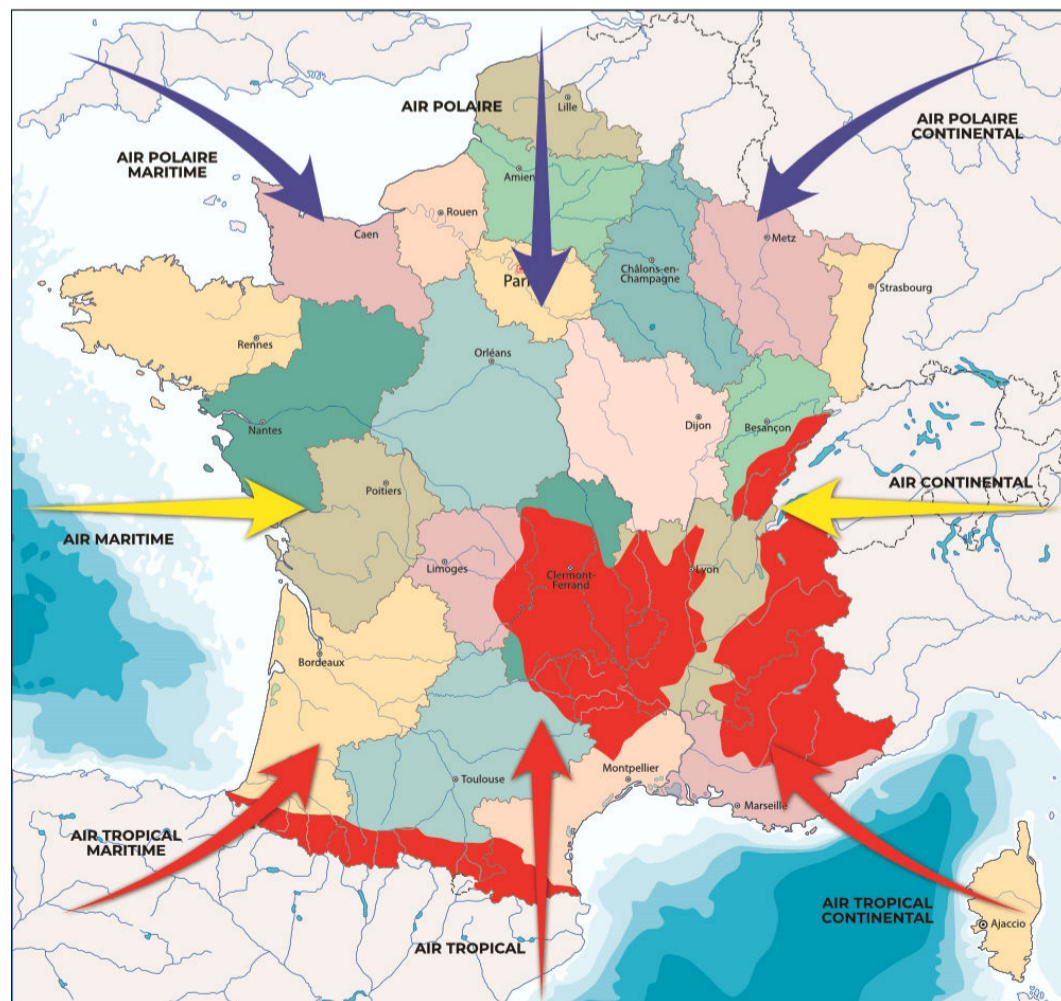 AIR POLAIRE
Lille
AIR POLAIRE
CONTINENTAL
AIR POLAIRE
MARITIME
Amien
Rouen
Caen
Metz
Châlons-en-
Champagne
Pari
Strasbourg
Rennes
Orléans
Nantes
Dijon
Besançon
Poitiers
AIR CONTINENTAL
AIR MARITIME
Limoges
Clermont-
Ferrand
Lyon
Bordeaux
Toulouse
Montpellier
Marseille
AIR TROPICAL
MARITIME
AIR TROPICAL
CONTINENTAL
Ajaccio
AIR TROPICAL